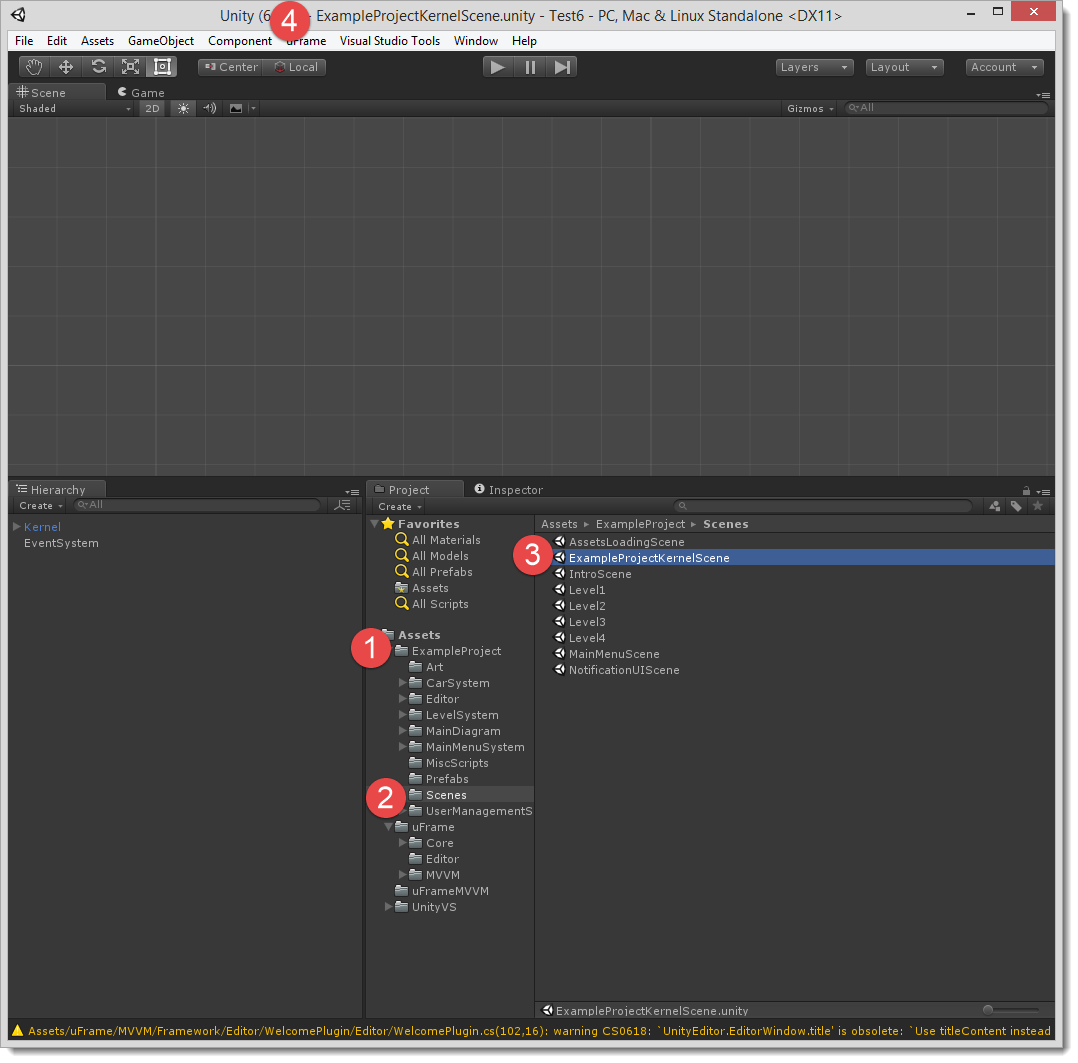 Unity (6 4 - ExampleProjectKernelScene.unity - Test6 - PC, Mac & Linux Standalone <DX11>
File Edit Assets GameObject Component uFrame Visual Studio Tools Window Help
Center Local Layers Layout Account
Scene Game
Shaded 2D Gizmos All
Hierarchy
Create All
Kernel
EventSystem
Project Inspector
Create
Favorites
All Materials
All Models
All Prefabs
Assets
All Scripts
Assets
1 ExampleProject
Art
CarSystem
Editor
LevelSystem
MainDiagram
MainMenuSystem
MiscScripts
Prefabs
2 Scenes
UserManagementS
uFrame
Core
Editor
MVVM
uFrameMVVM
UnityVS
Assets ExampleProject Scenes
AssetsLoadingScene
3 ExampleProjectKernelScene
IntroScene
Level1
Level2
Level3
Level4
MainMenuScene
NotificationUIScene
ExampleProjectKernelScene.unity
Assets/uFrame/MVVM/Framework/Editor/WelcomePlugin/Editor/WelcomePlugin.cs(102,16): warning CS0618: `UnityEditor.EditorWindow.title' is obsolete: `Use titleContent instead